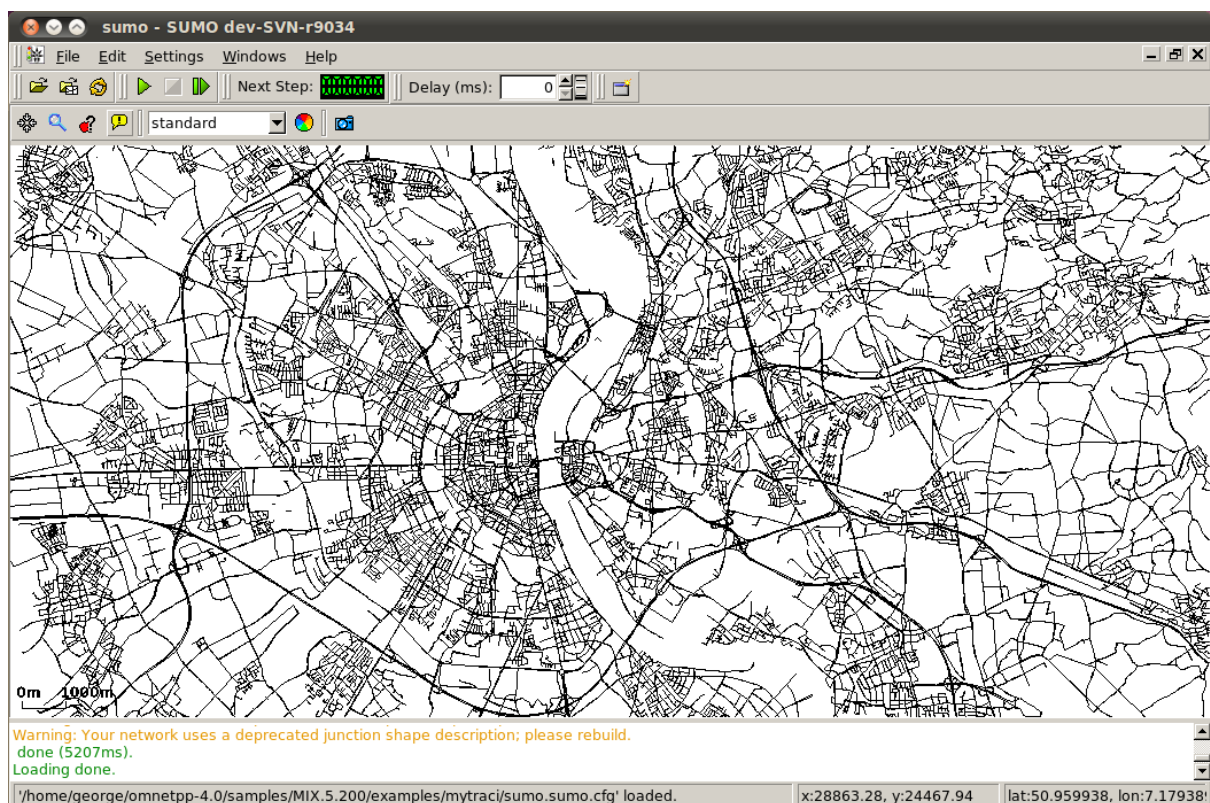 sumo - SUMO dev-SVN-r9034
File Edit Settings Windows Help
Next Step: Delay (ms): 0
standard
0m 1000m
Warning: Your network uses a deprecated junction shape description; please rebuild.
done (5207ms).
Loading done.
'/home/george/omnetpp-4.0/samples/MIX.5.200/examples/mytraci/sumo.sumo.cfg' loaded. x:28863.28, y:24467.94 lat:50.959938, lon:7.17938